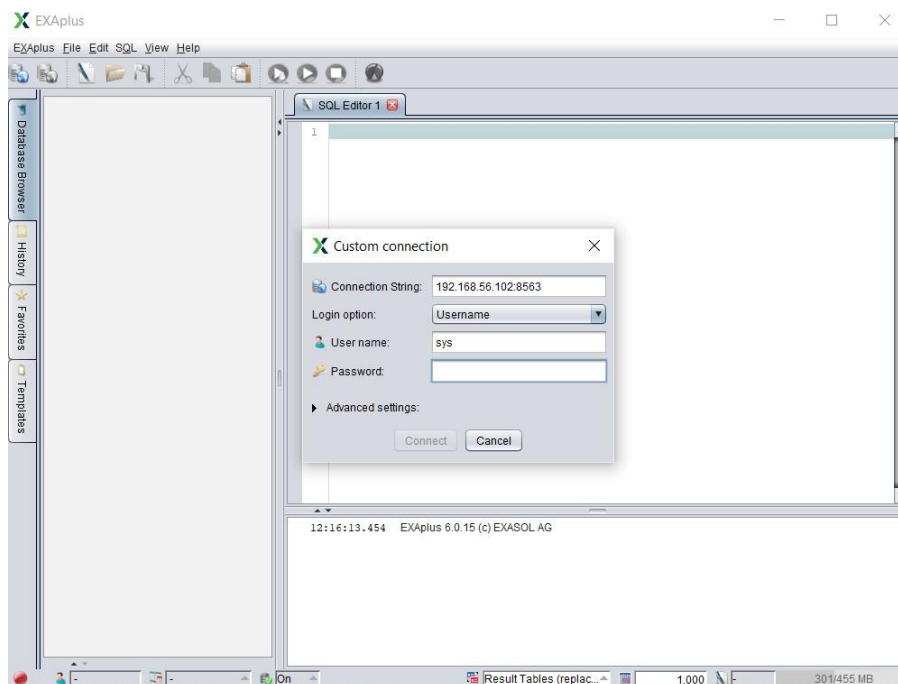 EXAplus
EXAplus File Edit SQL View Help
SQL Editor 1
1
Database Browser
History
Favorites
Templates
Custom connection
Connection String: 192.168.56.102:8563
Login option: Username
User name: sys
Password:
Advanced settings:
Connect Cancel
12:16:13.454 EXAplus 6.0.15 (c) EXASOL AG
- - On Result Tables (replac... 1,000 - 301/455 MB